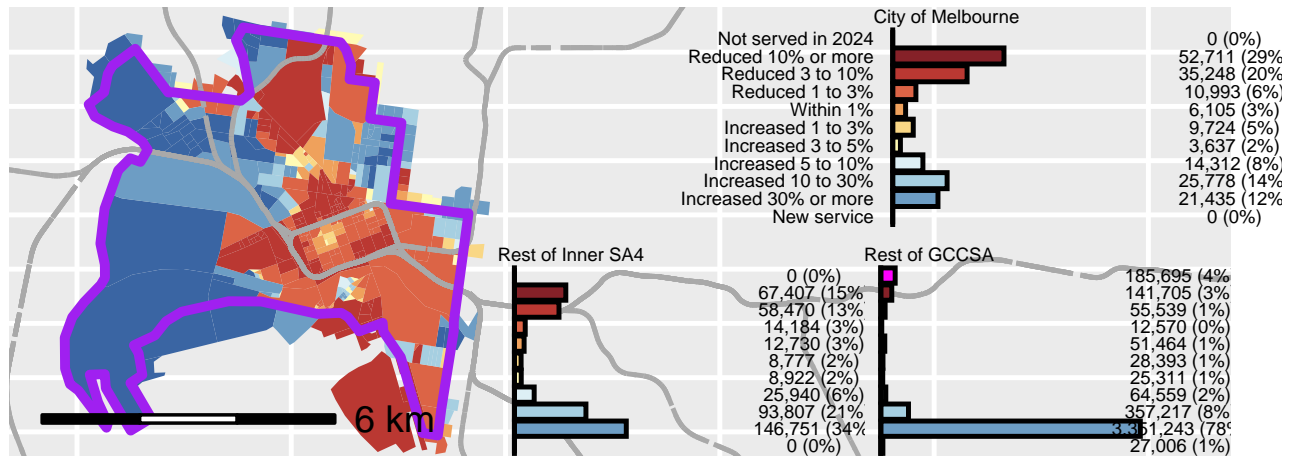 City of Melbourne
Not served in 2024 0 (0%)
Reduced 10% or more 52,711 (29%
Reduced 3 to 10% 35,248 (20%
Reduced 1 to 3% 10,993 (6%)
Within 1% 6,105 (3%)
Increased 1 to 3% 9,724 (5%)
Increased 3 to 5% 3,637 (2%)
Increased 5 to 10% 14,312 (8%)
Increased 10 to 30% 25,778 (14%
Increased 30% or more 21,435 (12%
New service 0 (0%)
Rest of Inner SA4
0 (0%)
67,407 (15%
58,470 (13%
14,184 (3%)
12,730 (3%)
8,777 (2%)
8,922 (2%)
25,940 (6%)
93,807 (21%
146,751 (34%
0 (0%)
Rest of GCCSA
185,695 (4%
141,705 (3%
55,539 (1%)
12,570 (0%)
51,464 (1%)
28,393 (1%)
25,311 (1%)
64,559 (2%)
357,217 (8%
3,351,243 (78%
27,006 (1%)
6 km